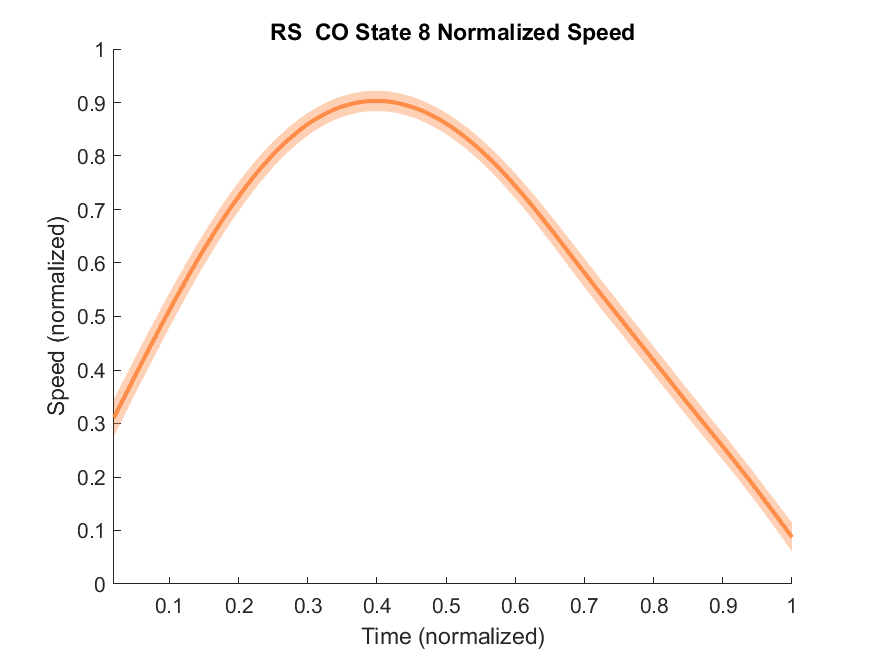 RS  CO State 8 Normalized Speed
1
0.9
0.8
0.7
0.6
0.5
0.4
0.3
0.2
0.1
0
Speed (normalized)
0.1 0.2 0.3 0.4 0.5 0.6 0.7 0.8 0.9 1
Time (normalized)